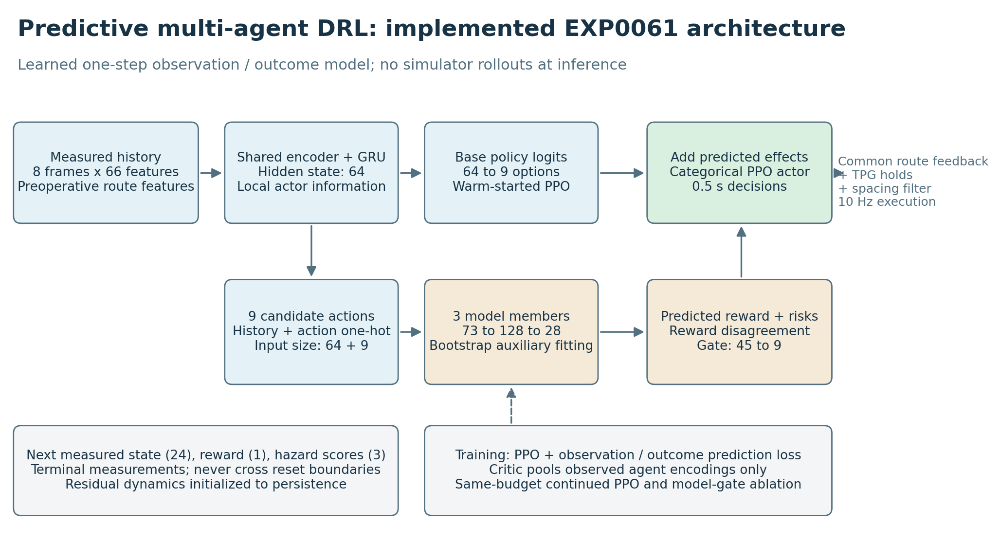 Predictive multi-agent DRL: implemented EXP0061 architecture
Learned one-step observation / outcome model; no simulator rollouts at inference
Measured history
8 frames x 66 features
Preoperative route features
Shared encoder + GRU
Hidden state: 64
Local actor information
Base policy logits
64 to 9 options
Warm-started PPO
Add predicted effects
Categorical PPO actor
0.5 s decisions
Common route feedback
+ TPG holds
+ spacing filter
10 Hz execution
9 candidate actions
History + action one-hot
Input size: 64 + 9
3 model members
73 to 128 to 28
Bootstrap auxiliary fitting
Predicted reward + risks
Reward disagreement
Gate: 45 to 9
Next measured state (24), reward (1), hazard scores (3)
Terminal measurements; never cross reset boundaries
Residual dynamics initialized to persistence
Training: PPO + observation / outcome prediction loss
Critic pools observed agent encodings only
Same-budget continued PPO and model-gate ablation